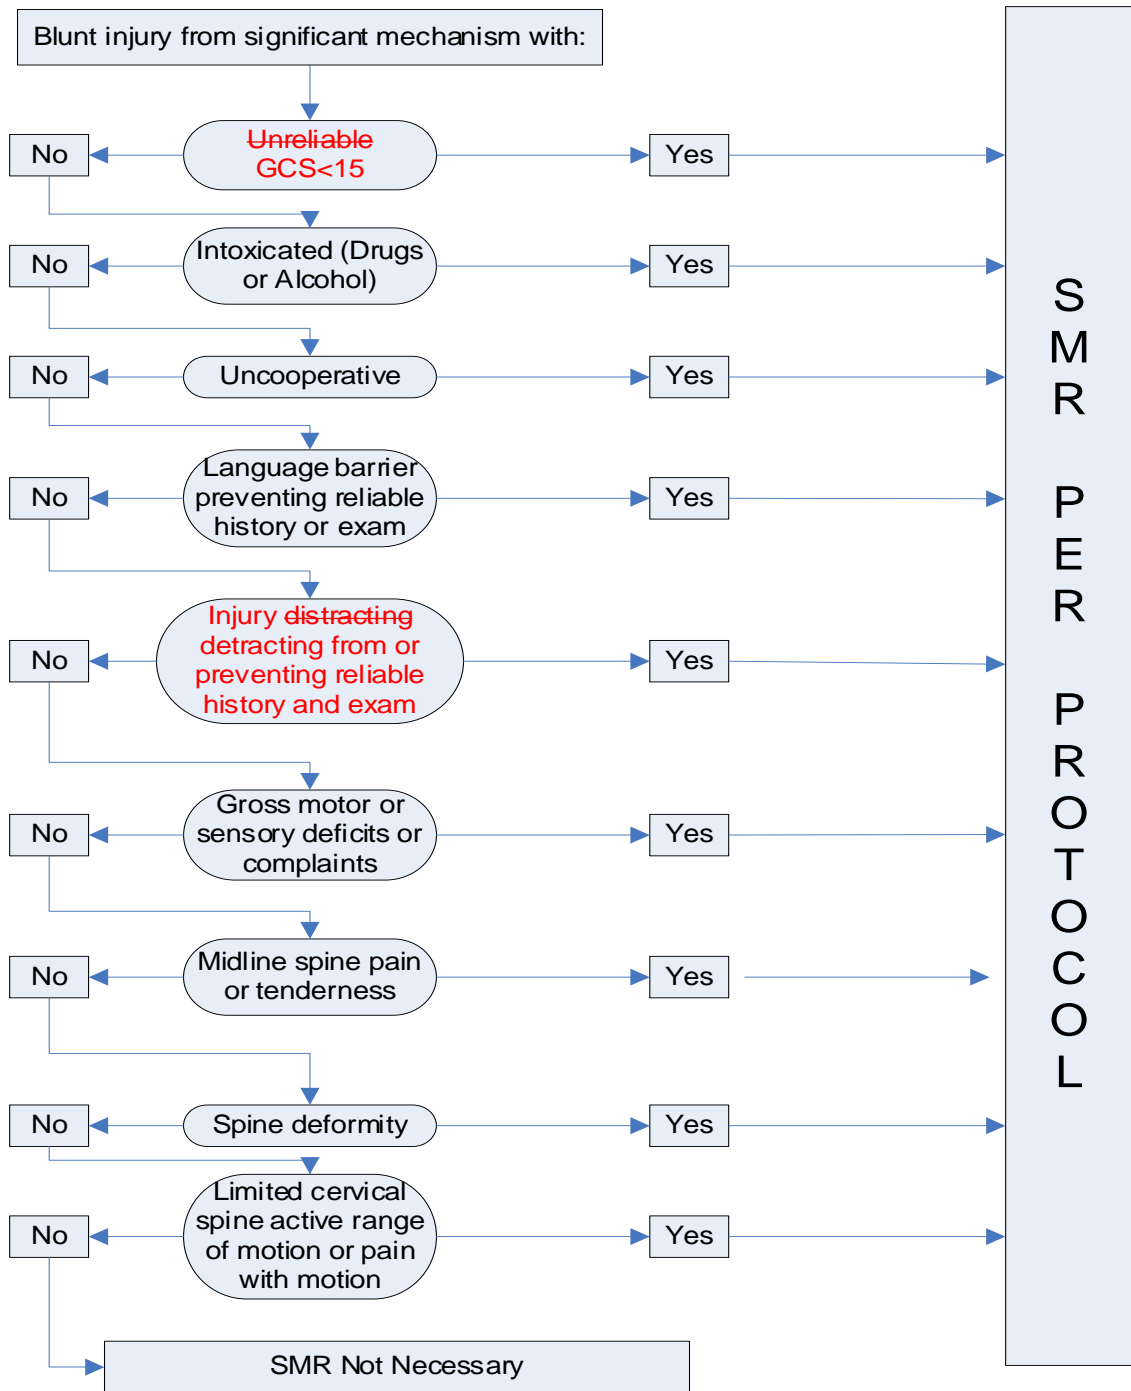 Blunt injury from significant mechanism with:
Unreliable
GCS<15
No
Yes
Intoxicated (Drugs
or Alcohol)
No
Yes
Uncooperative
No
Yes
Language barrier
preventing reliable
history or exam
No
Yes
Injury distracting
detracting from or
preventing reliable
history and exam
No
Yes
Gross motor or
sensory deficits or
complaints
No
Yes
Midline spine pain
or tenderness
No
Yes
Spine deformity
No
Yes
Limited cervical
spine active range
of motion or pain
with motion
No
Yes
SMR Not Necessary
SMR PER PROTOCOL